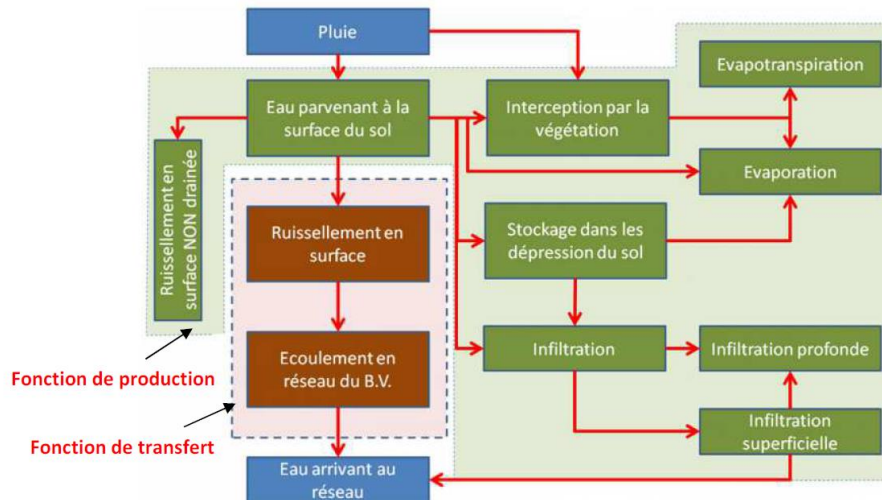 Pluie
Evapotranspiration
Eau parvenant à la
surface du sol
Interception par la
végétation
Ruissellement en
surface NON drainée
Evaporation
Ruissellement en
surface
Stockage dans les
dépression du sol
Ecoulement en
réseau du B.V.
Infiltration
Infiltration profonde
Fonction de production
Fonction de transfert
Infiltration
superficielle
Eau arrivant au
réseau